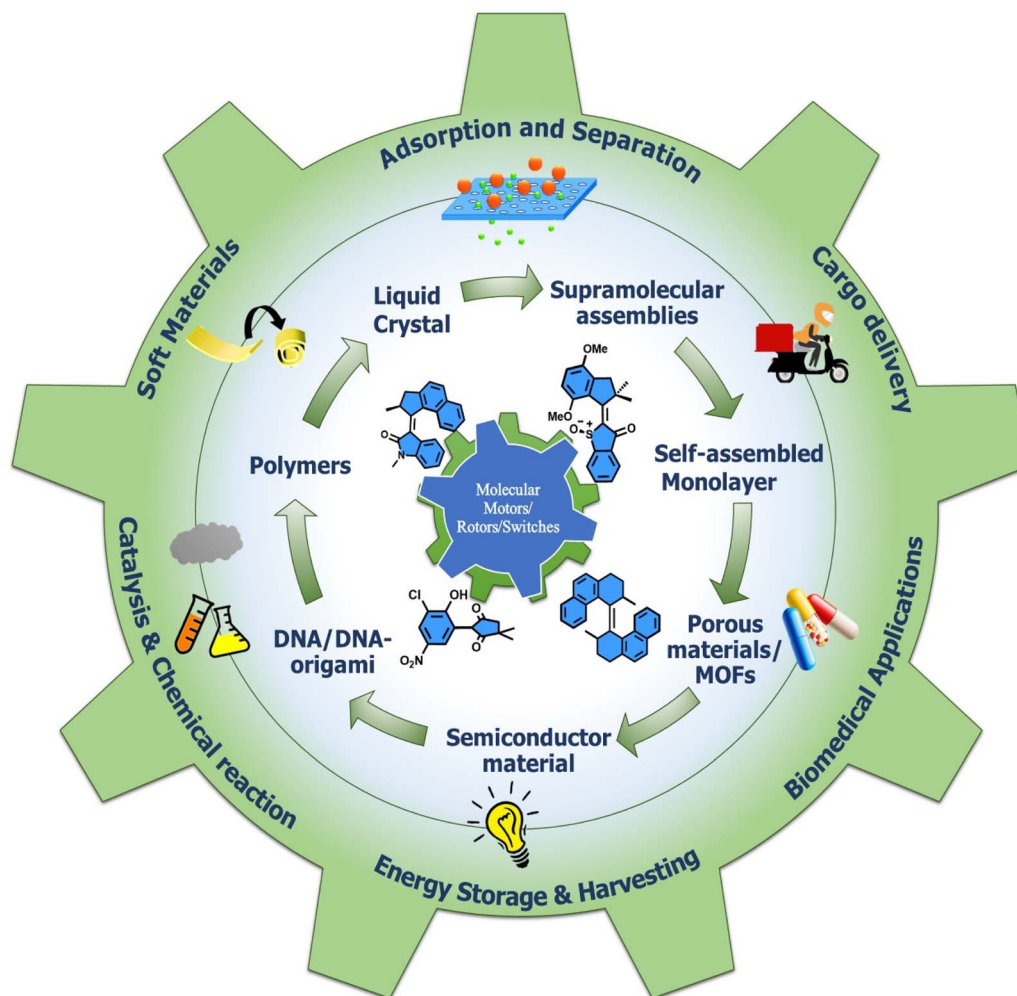 Adsorption and Separation
Cargo delivery
Biomedical Applications
Energy Storage & Harvesting
Catalysis & Chemical reaction
Soft Materials
Liquid
Crystal
Supramolecular
assemblies
Self-assembled
Monolayer
Porous
materials/
MOFs
Semiconductor
material
DNA/DNA-
origami
Polymers
Molecular
Motors/
Rotors/Switches
O
N
OMe
MeO
O
− +
S
O
Cl
OH
O
O
NO₂